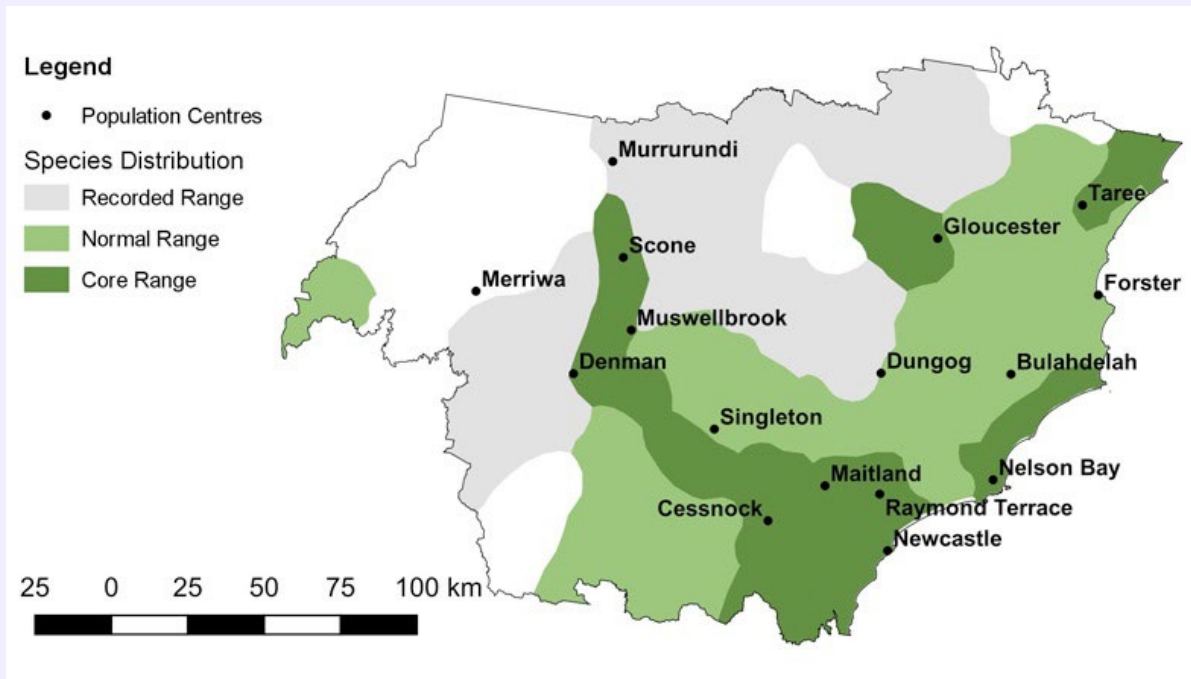 Legend
Population Centres
Species Distribution
Recorded Range
Normal Range
Core Range
Murrurundi
Taree
Gloucester
Scone
Merriwa
Forster
Muswellbrook
Denman
Dungog
Bulahdelah
Singleton
Maitland
Nelson Bay
Cessnock
Raymond Terrace
Newcastle
25 0 25 50 75 100 km